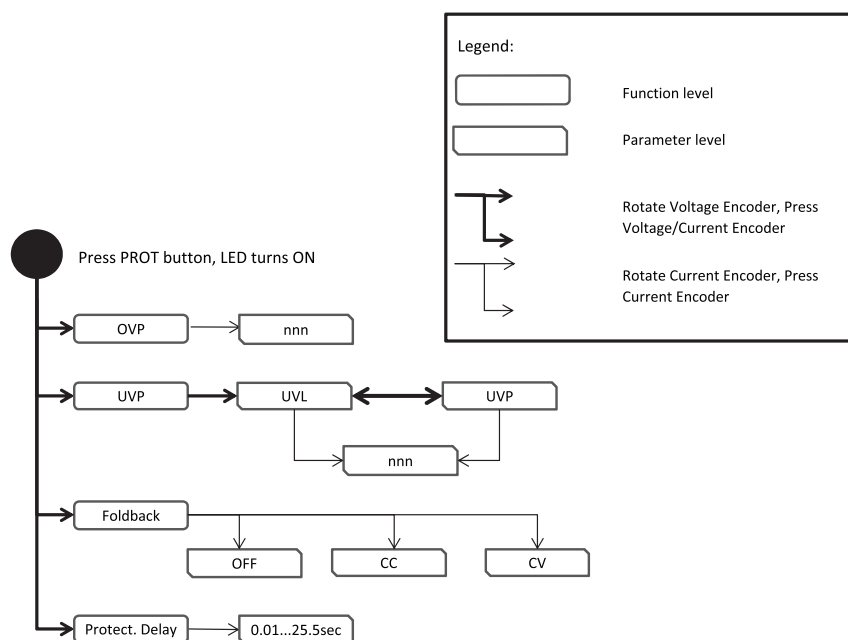 Legend:
Function level
Parameter level
Rotate Voltage Encoder, Press
Voltage/Current Encoder
Rotate Current Encoder, Press
Current Encoder
Press PROT button, LED turns ON
OVP
nnn
UVP
UVL
UVP
nnn
Foldback
OFF
CC
CV
Protect. Delay
0.01...25.5sec